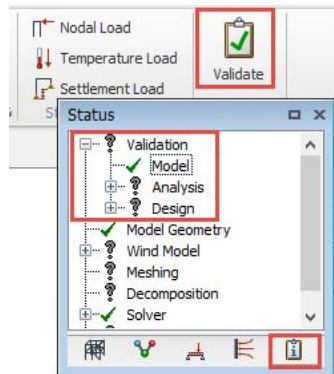 Nodal Load
Temperature Load
Settlement Load
Validate
Status
Validation
Model
Analysis
Design
Model Geometry
Wind Model
Meshing
Decomposition
Solver